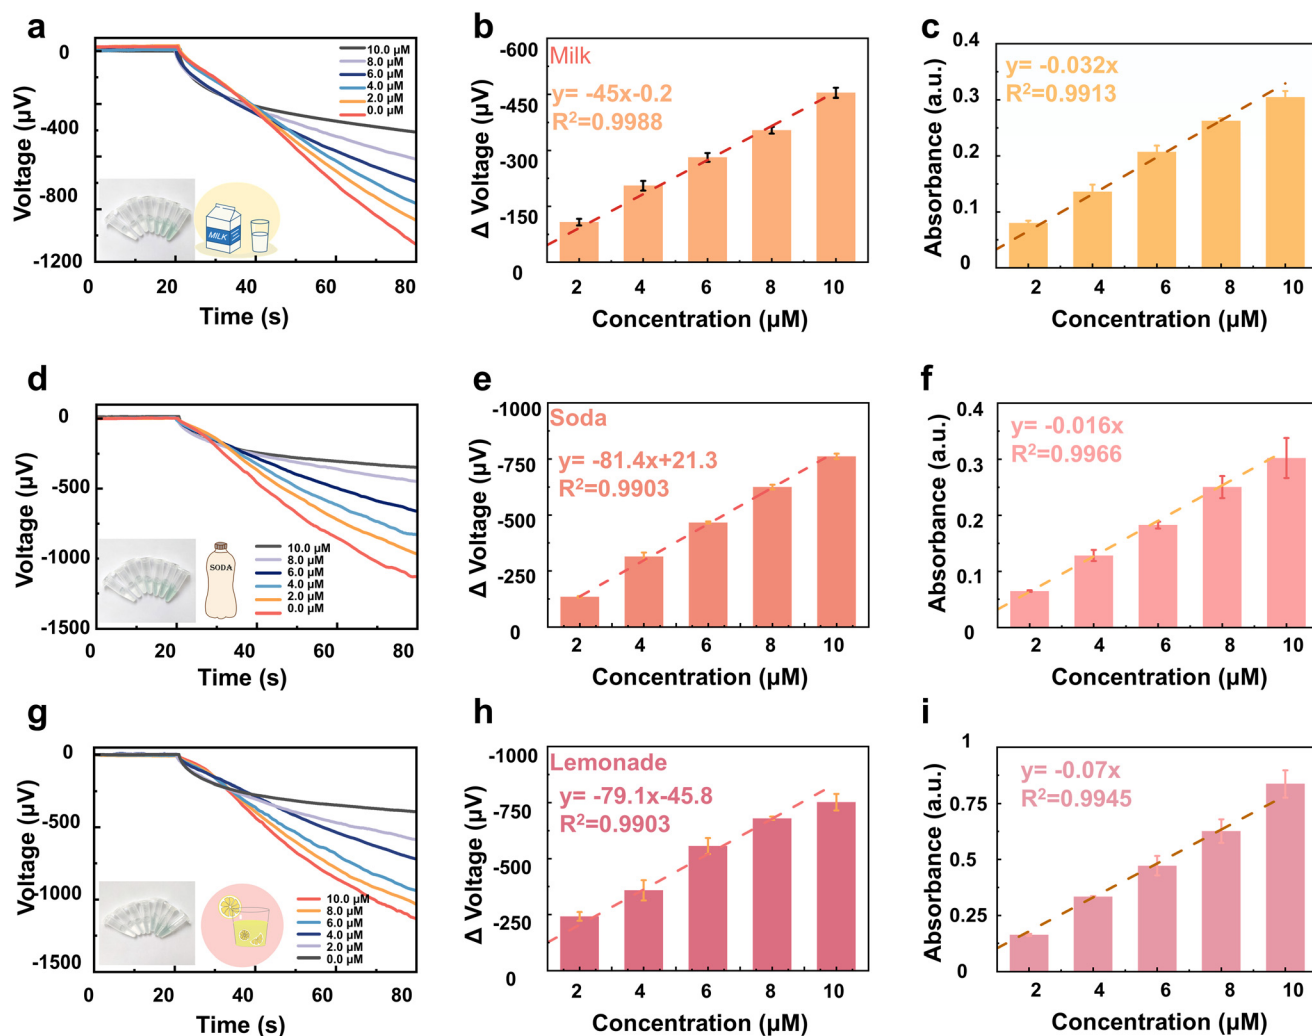 a
Voltage (μV)
0
-400
-800
-1200
10.0 μM
8.0 μM
6.0 μM
4.0 μM
2.0 μM
0.0 μM
MILK
0
20
40
60
80
Time (s)
b
Δ Voltage (μV)
-600
-450
-300
-150
0
Milk
y= -45x-0.2
R²=0.9988
2
4
6
8
10
Concentration (μM)
c
Absorbance (a.u.)
0.4
0.3
0.2
0.1
0
y= -0.032x
R²=0.9913
2
4
6
8
10
Concentration (μM)
d
Voltage (μV)
0
-500
-1000
-1500
SODA
10.0 μM
8.0 μM
6.0 μM
4.0 μM
2.0 μM
0.0 μM
0
20
40
60
80
Time (s)
e
Δ Voltage (μV)
-1000
-750
-500
-250
0
Soda
y= -81.4x+21.3
R²=0.9903
2
4
6
8
10
Concentration (μM)
f
Absorbance (a.u.)
0.4
0.3
0.2
0.1
0
y= -0.016x
R²=0.9966
2
4
6
8
10
Concentration (μM)
g
Voltage (μV)
0
-500
-1000
-1500
10.0 μM
8.0 μM
6.0 μM
4.0 μM
2.0 μM
0.0 μM
0
20
40
60
80
Time (s)
h
Δ Voltage (μV)
-1000
-750
-500
-250
0
Lemonade
y= -79.1x-45.8
R²=0.9903
2
4
6
8
10
Concentration (μM)
i
Absorbance (a.u.)
1
0.75
0.5
0.25
0
y= -0.07x
R²=0.9945
2
4
6
8
10
Concentration (μM)